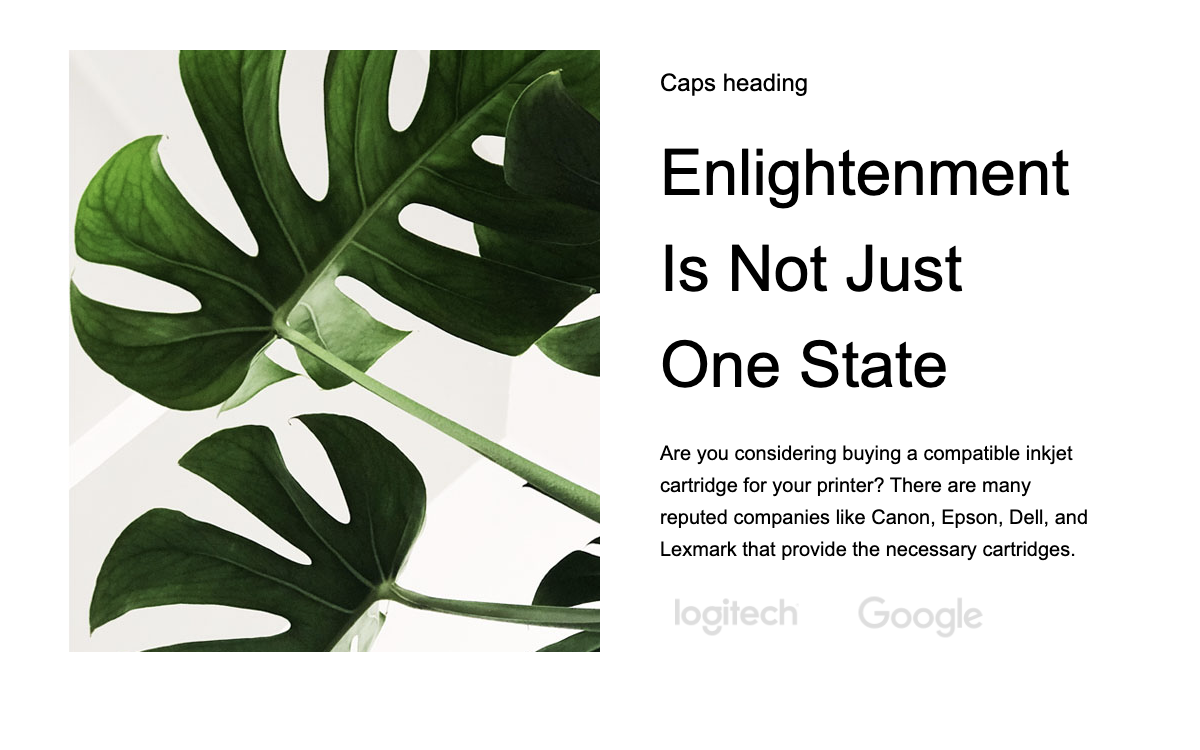 Caps heading
Enlightenment
Is Not Just
One State
Are you considering buying a compatible inkjet
cartridge for your printer? There are many
reputed companies like Canon, Epson, Dell, and
Lexmark that provide the necessary cartridges.
logitech Google